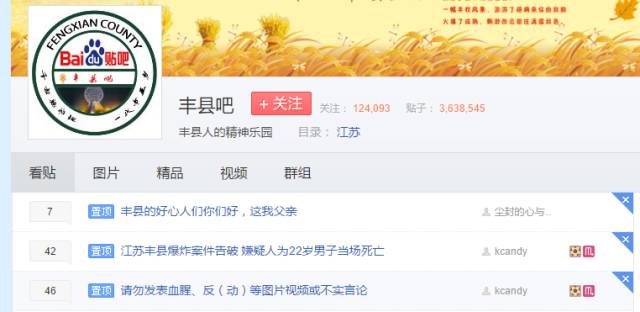 FENGXIAN COUNTY
Bai du 贴吧
丰县吧
丰县吧
+ 关注
关注： 124,093 贴子： 3,638,545
丰县人的精神乐园 目录： 江苏
看贴 图片 精品 视频 群组
7 置顶 丰县的好心人们你们好，这我父亲 尘封的心与..
42 置顶 江苏丰县爆炸案件告破 嫌疑人为22岁男子当场死亡 kcandy
46 置顶 请勿发表血腥、反（动）等图片视频或不实言论 kcandy